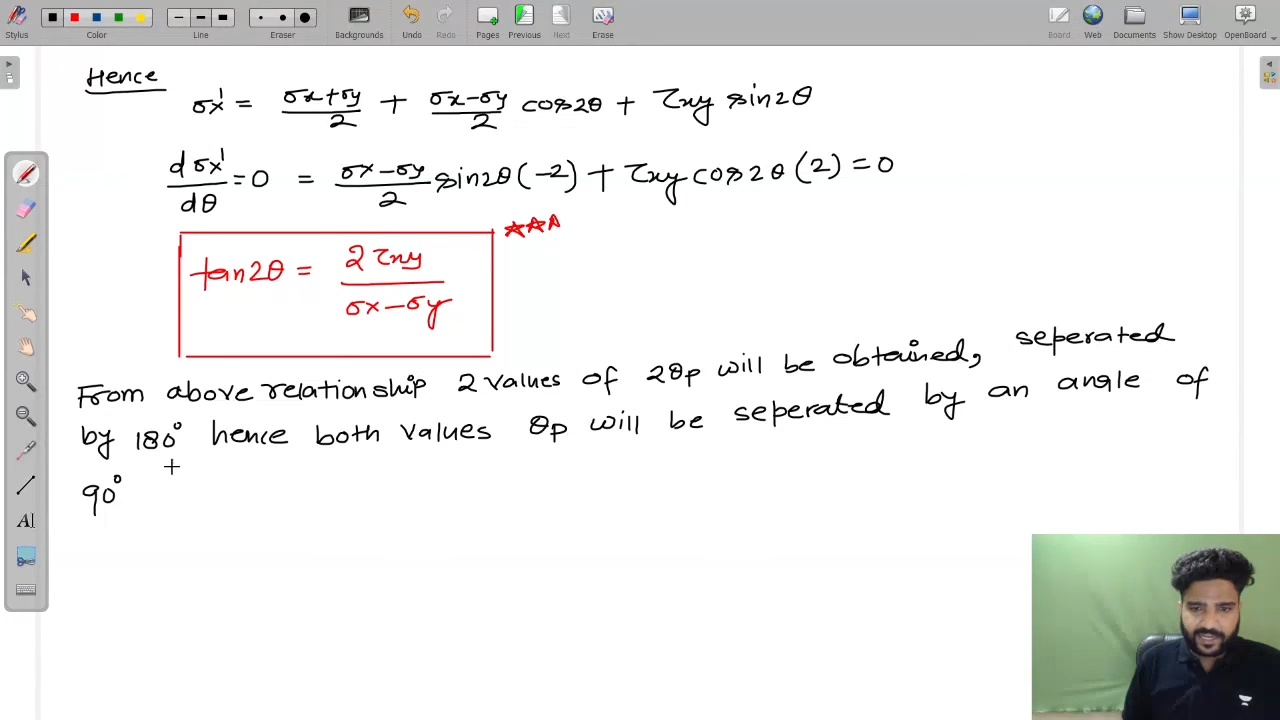 Stylus Color Line Eraser Backgrounds Undo Redo Pages Previous Next Erase Board Web Documents Show Desktop OpenBoard
Hence
σx' = σx+σy/2 + σx-σy/2 cos2θ + τxy sin2θ
dσx'/dθ = 0 = σx-σy/2 sin2θ(-2) + τxy cos2θ(2) = 0
tan2θ = 2τxy/σx-σy
From above relationship 2 values of 2θp will be obtained, seperated
by 180° hence both values θp will be seperated by an angle of
90°